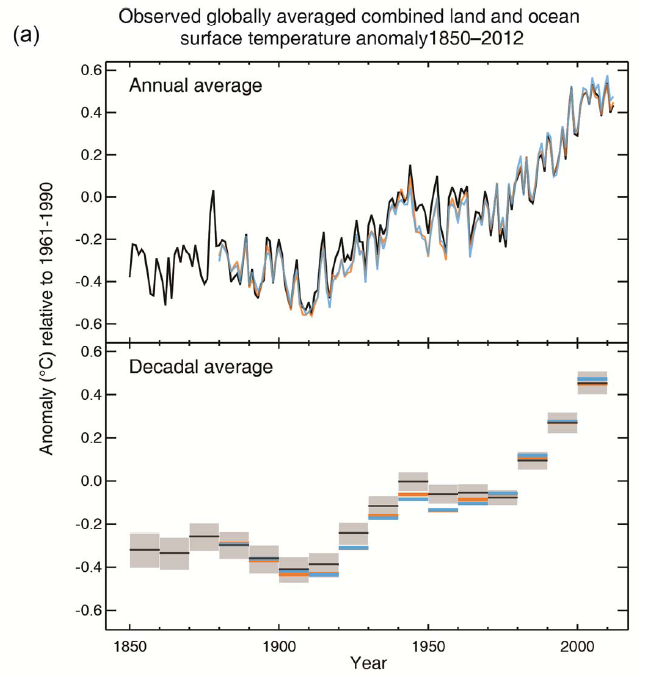 (a)
Observed globally averaged combined land and ocean
surface temperature anomaly1850–2012
Anomaly (°C) relative to 1961-1990
Annual average
0.6
0.4
0.2
0.0
-0.2
-0.4
-0.6
Decadal average
0.6
0.4
0.2
0.0
-0.2
-0.4
-0.6
1850 1900 1950 2000
Year